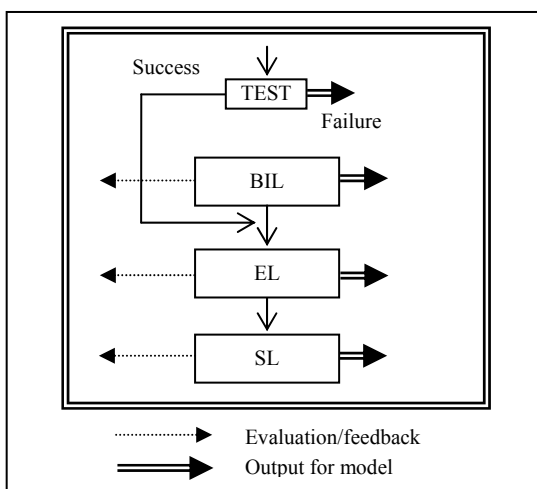 Success
TEST
Failure
BIL
EL
SL
Evaluation/feedback
Output for model